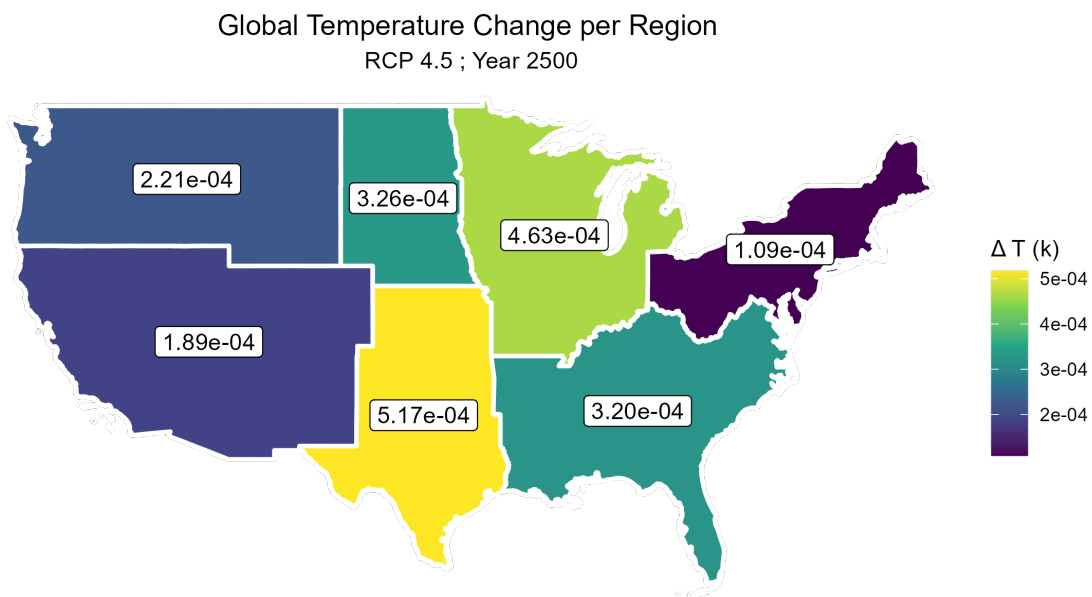 Global Temperature Change per Region
RCP 4.5 ; Year 2500
2.21e-04
3.26e-04
4.63e-04
1.09e-04
1.89e-04
5.17e-04
3.20e-04
Δ T (k)
5e-04
4e-04
3e-04
2e-04